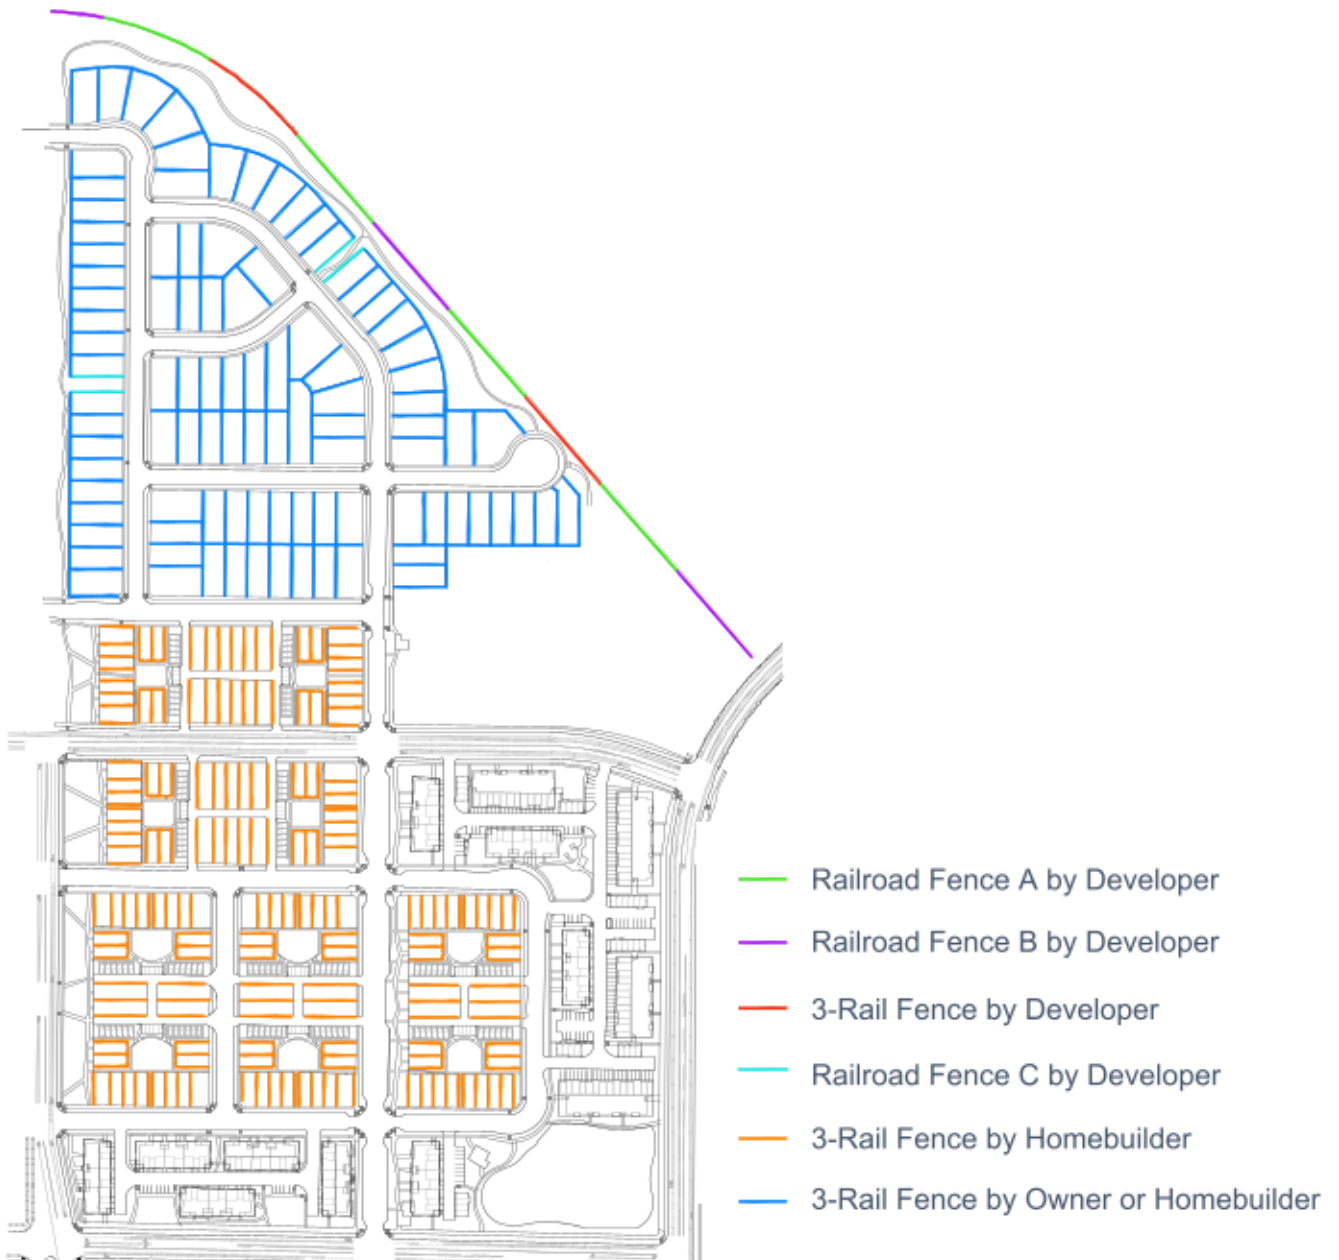 Railroad Fence A by Developer
Railroad Fence B by Developer
3-Rail Fence by Developer
Railroad Fence C by Developer
3-Rail Fence by Homebuilder
3-Rail Fence by Owner or Homebuilder